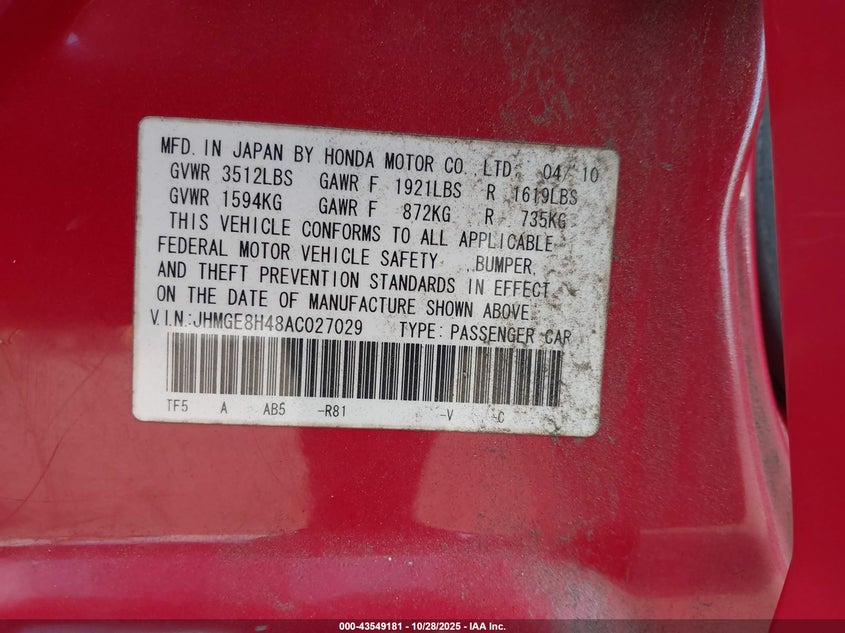 MFD. IN JAPAN BY HONDA MOTOR CO., LTD. 04/10
GVWR 3512LBS GAWR F 1921LBS R 1619LBS
GVWR 1594KG GAWR F 872KG R 735KG
THIS VEHICLE CONFORMS TO ALL APPLICABLE
FEDERAL MOTOR VEHICLE SAFETY ,BUMPER,
AND THEFT PREVENTION STANDARDS IN EFFECT
ON THE DATE OF MANUFACTURE SHOWN ABOVE.
V.I.N.:JHMGE8H48AC027029 TYPE:PASSENGER CAR
TF5 A AB5 -R81 -V -C
000-43549181 | 10/28/2025 - IAA Inc.